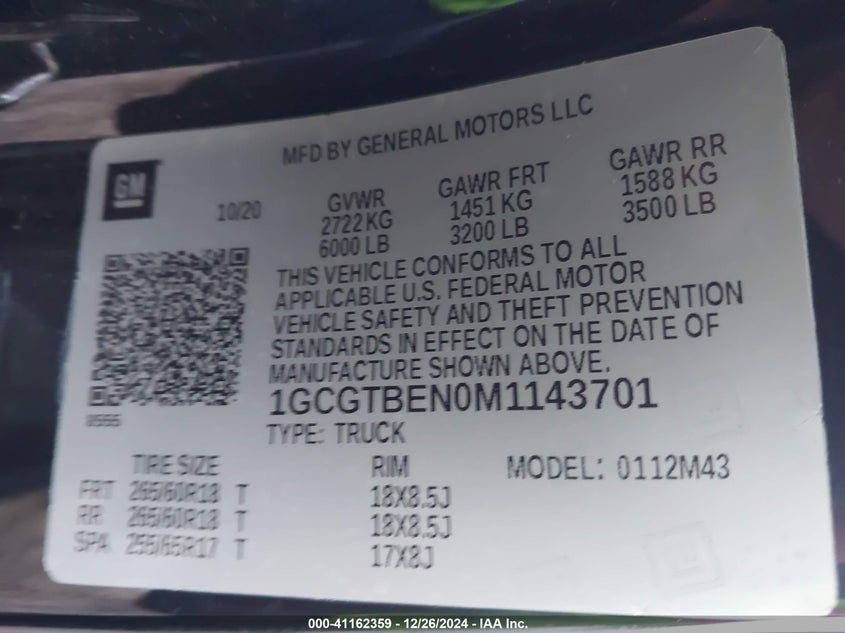 MFD BY GENERAL MOTORS LLC
GM
10/20
GVWR
2722 KG
6000 LB
GAWR FRT
1451 KG
3200 LB
GAWR RR
1588 KG
3500 LB
THIS VEHICLE CONFORMS TO ALL
APPLICABLE U.S. FEDERAL MOTOR
VEHICLE SAFETY AND THEFT PREVENTION
STANDARDS IN EFFECT ON THE DATE OF
MANUFACTURE SHOWN ABOVE.
1GCGTBEN0M1143701
TYPE: TRUCK
MODEL: 0112M43
TIRE SIZE
RIM
FRT 265/60R18 T 18X8.5J
RR 265/60R18 T 18X8.5J
SPA 255/65R17 T 17X8J
000-41162359 - 12/26/2024 - IAA Inc.